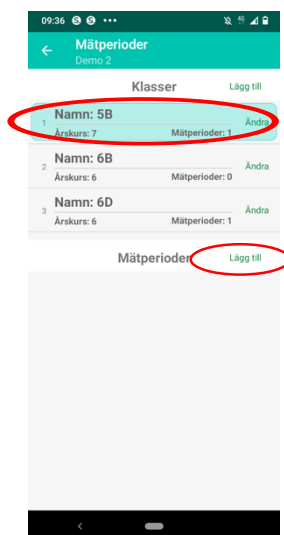 09:36
Mätperioder
Demo 2
Klasser Lägg till
1 Namn: 5B Ändra
Årskurs: 7 Mätperioder: 1
2 Namn: 6B Ändra
Årskurs: 6 Mätperioder: 0
3 Namn: 6D Ändra
Årskurs: 6 Mätperioder: 1
Mätperioder Lägg till